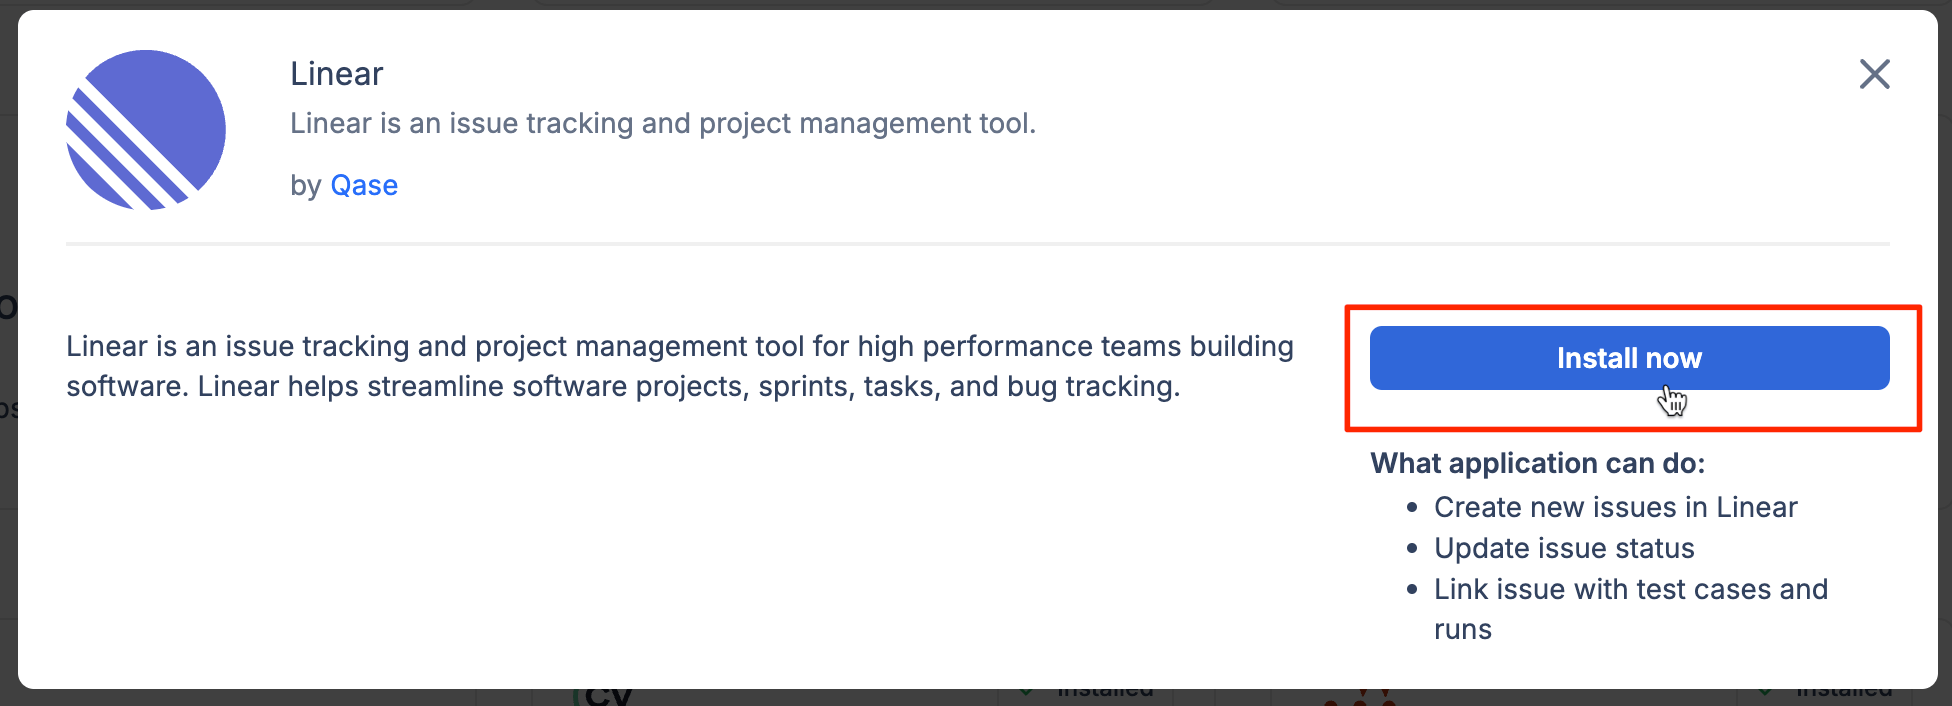 Linear
Linear is an issue tracking and project management tool.
by Qase
Linear is an issue tracking and project management tool for high performance teams building
software. Linear helps streamline software projects, sprints, tasks, and bug tracking.
Install now
What application can do:
• Create new issues in Linear
• Update issue status
• Link issue with test cases and
runs
Installed
Installed